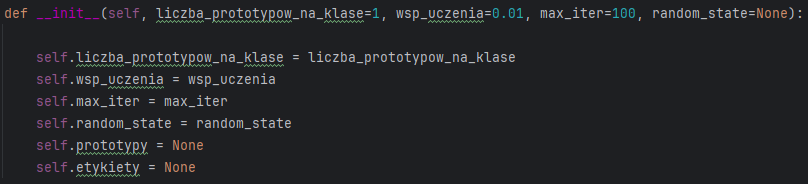 def __init__(self, liczba_prototypow_na_klase=1, wsp_uczenia=0.01, max_iter=100, random_state=None):
self.liczba_prototypow_na_klase = liczba_prototypow_na_klase
self.wsp_uczenia = wsp_uczenia
self.max_iter = max_iter
self.random_state = random_state
self.prototypy = None
self.etykiety = None